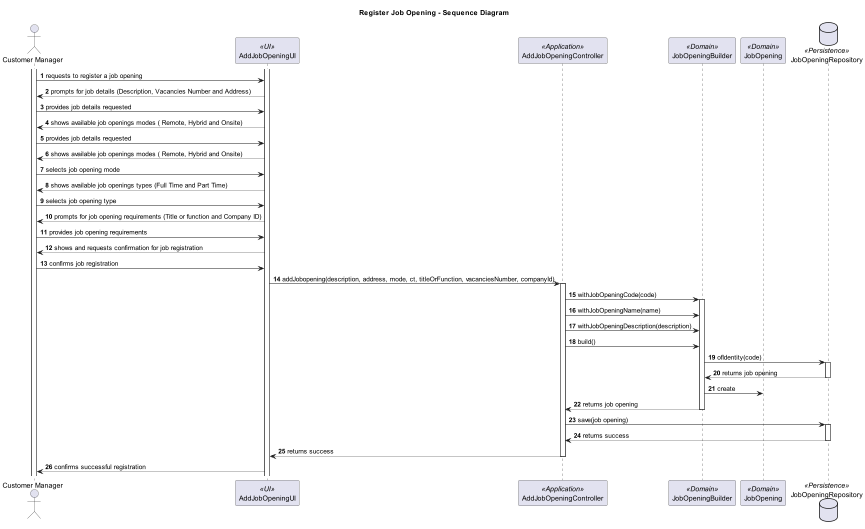 Register Job Opening - Sequence Diagram
Customer Manager
«UI»
AddJobOpeningUI
«Application»
AddJobOpeningController
«Domain»
JobOpeningBuilder
«Domain»
JobOpening
«Persistence»
JobOpeningRepository
1 requests to register a job opening
2 prompts for job details (Description, Vacancies Number and Address)
3 provides job details requested
4 shows available job openings modes ( Remote, Hybrid and Onsite)
5 provides job details requested
6 shows available job openings modes ( Remote, Hybrid and Onsite)
7 selects job opening mode
8 shows available job openings types (Full Time and Part Time)
9 selects job opening type
10 prompts for job opening requirements (Title or function and Company ID)
11 provides job opening requirements
12 shows and requests confirmation for job registration
13 confirms job registration
14 addJobopening(description, address, mode, ct, titleOrFunction, vacanciesNumber, companyId)
15 withJobOpeningCode(code)
16 withJobOpeningName(name)
17 withJobOpeningDescription(description)
18 build()
19 ofIdentity(code)
20 returns job opening
21 create
22 returns job opening
23 save(job opening)
24 returns success
25 returns success
26 confirms successful registration
Customer Manager
«UI»
AddJobOpeningUI
«Application»
AddJobOpeningController
«Domain»
JobOpeningBuilder
«Domain»
JobOpening
«Persistence»
JobOpeningRepository